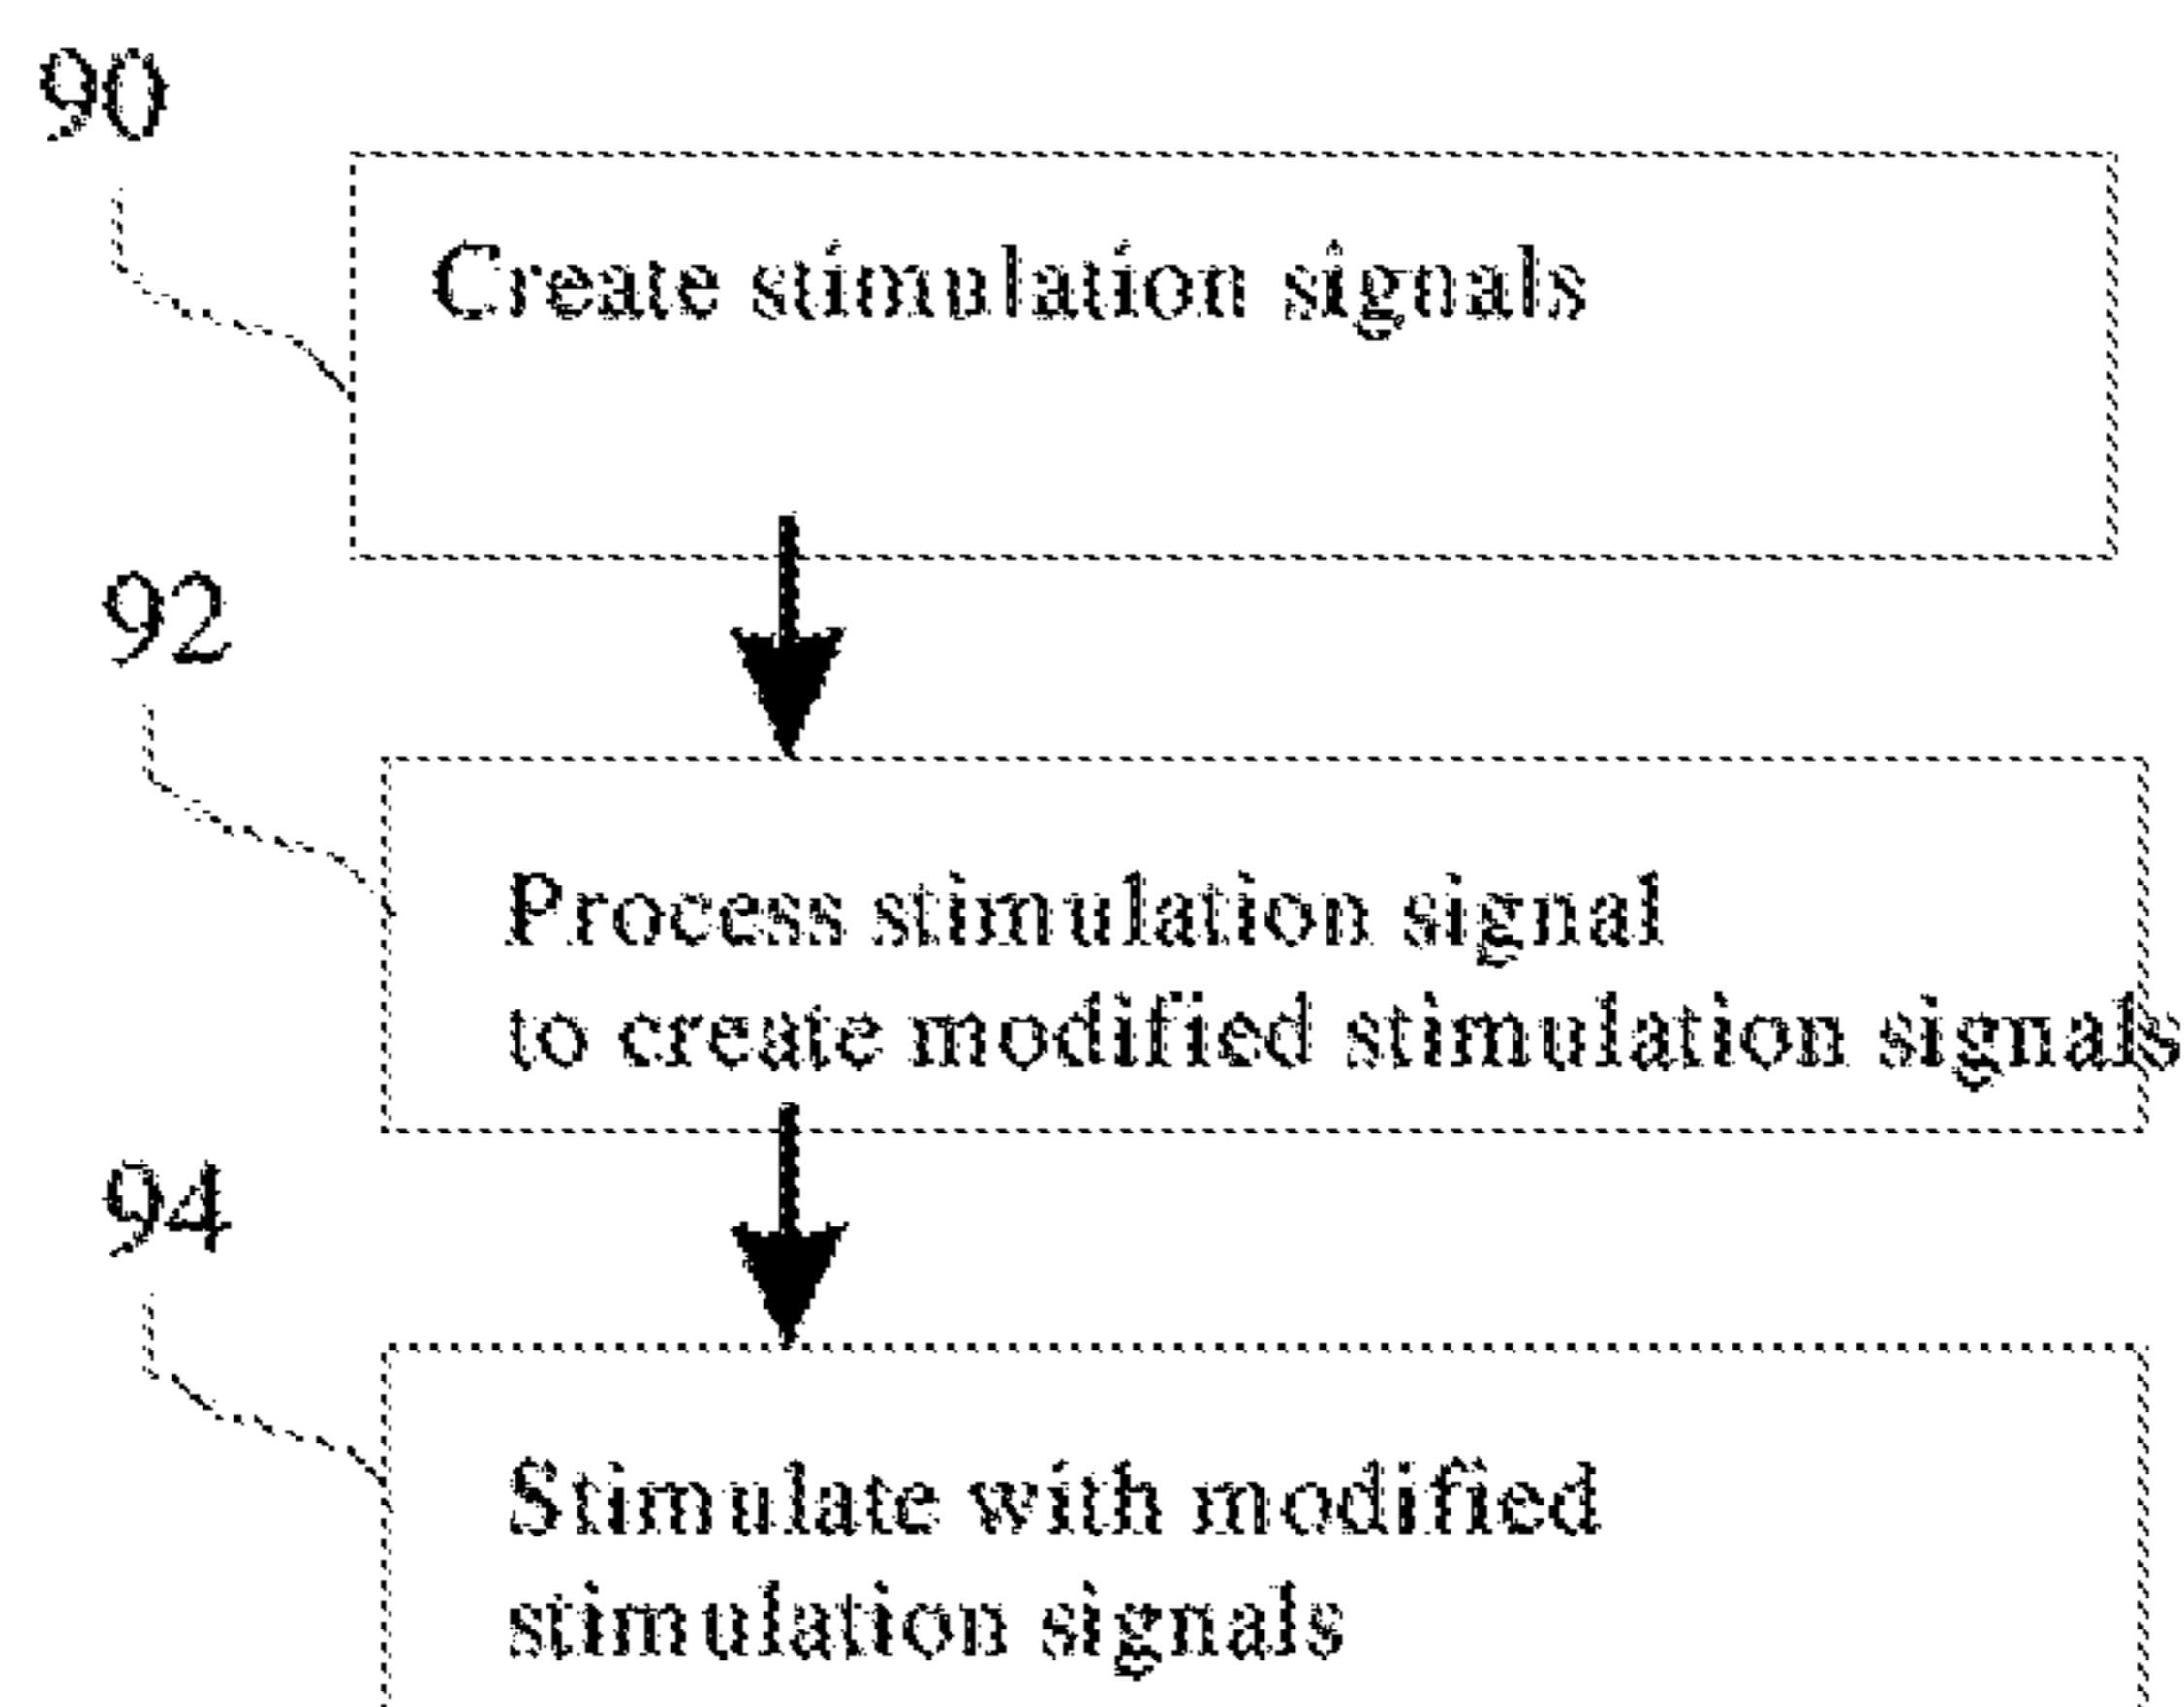 90
Create stimulation signals
92
Process stimulation signal
to create modified stimulation signals
94
Stimulate with modified
stimulation signals